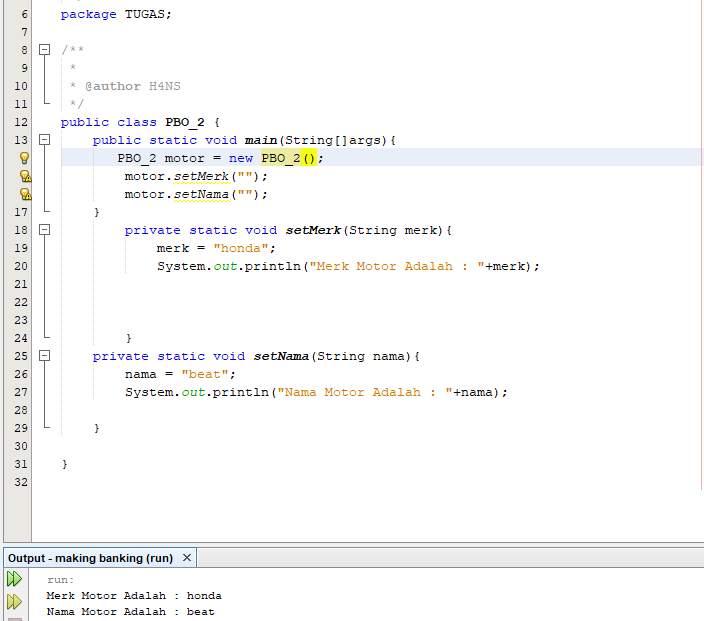 6 package TUGAS;
7
8 /**
9 *
10 * @author H4NS
11 */
12 public class PBO_2 {
13 public static void main(String[]args){
PBO_2 motor = new PBO_2();
motor.setMerk("");
motor.setNama("");
17 }
18 private static void setMerk(String merk){
19 merk = "honda";
20 System.out.println("Merk Motor Adalah : "+merk);
21
22
23
24 }
25 private static void setNama(String nama){
26 nama = "beat";
27 System.out.println("Nama Motor Adalah : "+nama);
28
29 }
30
31 }
32
Output - making banking (run) ×
run:
Merk Motor Adalah : honda
Nama Motor Adalah : beat